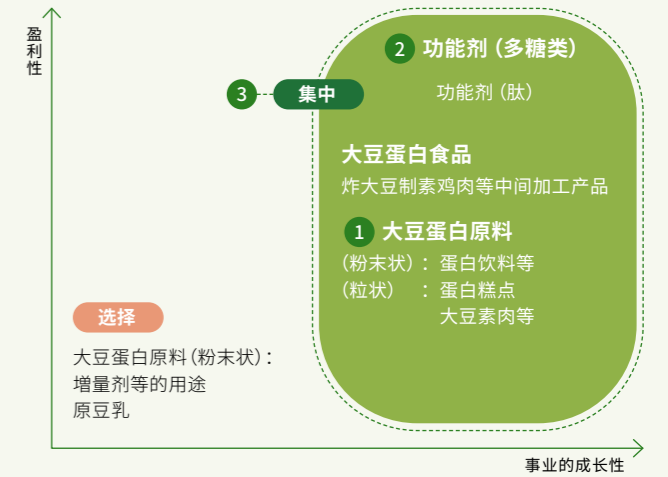 盈利性
2 功能剂（多糖类）
3 集中
功能剂（肽）
大豆蛋白食品
炸大豆制素鸡肉等中间加工产品
1 大豆蛋白原料
（粉末状）：蛋白饮料等
（粒状）　：蛋白糕点
大豆素肉等
选择
大豆蛋白原料（粉末状）：
增量剂等的用途
原豆乳
事业的成长性